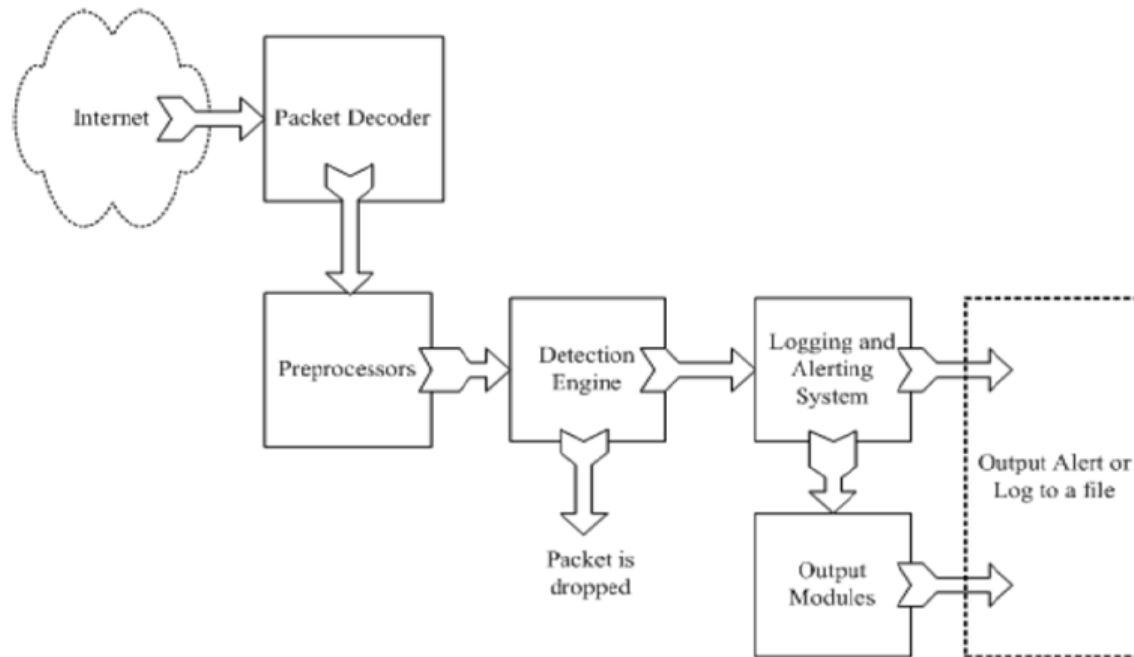 Internet
Packet Decoder
Preprocessors
Detection
Engine
Logging and
Alerting
System
Output Alert or
Log to a file
Packet is
dropped
Output
Modules